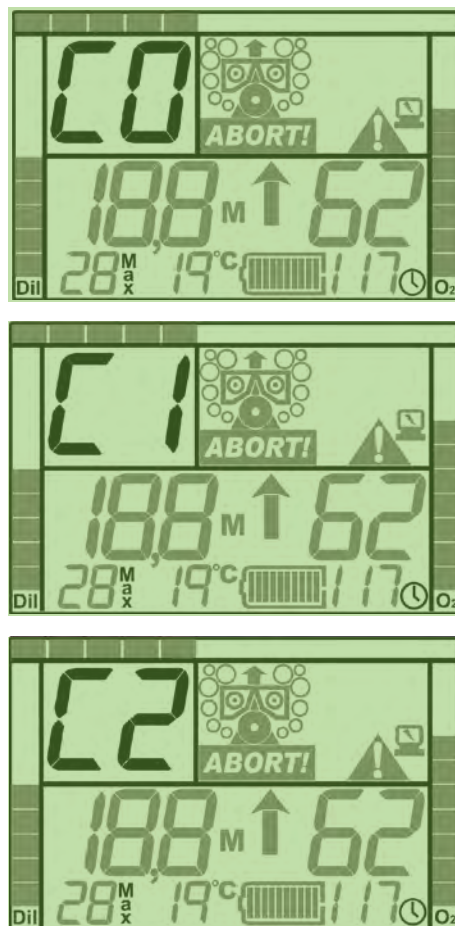 C0 ABORT!
18,8 M 62
Dil 28 Max 19°C 117 O₂
C1 ABORT!
18,8 M 62
Dil 28 Max 19°C 117 O₂
C2 ABORT!
18,8 M 62
Dil 28 Max 19°C 117 O₂